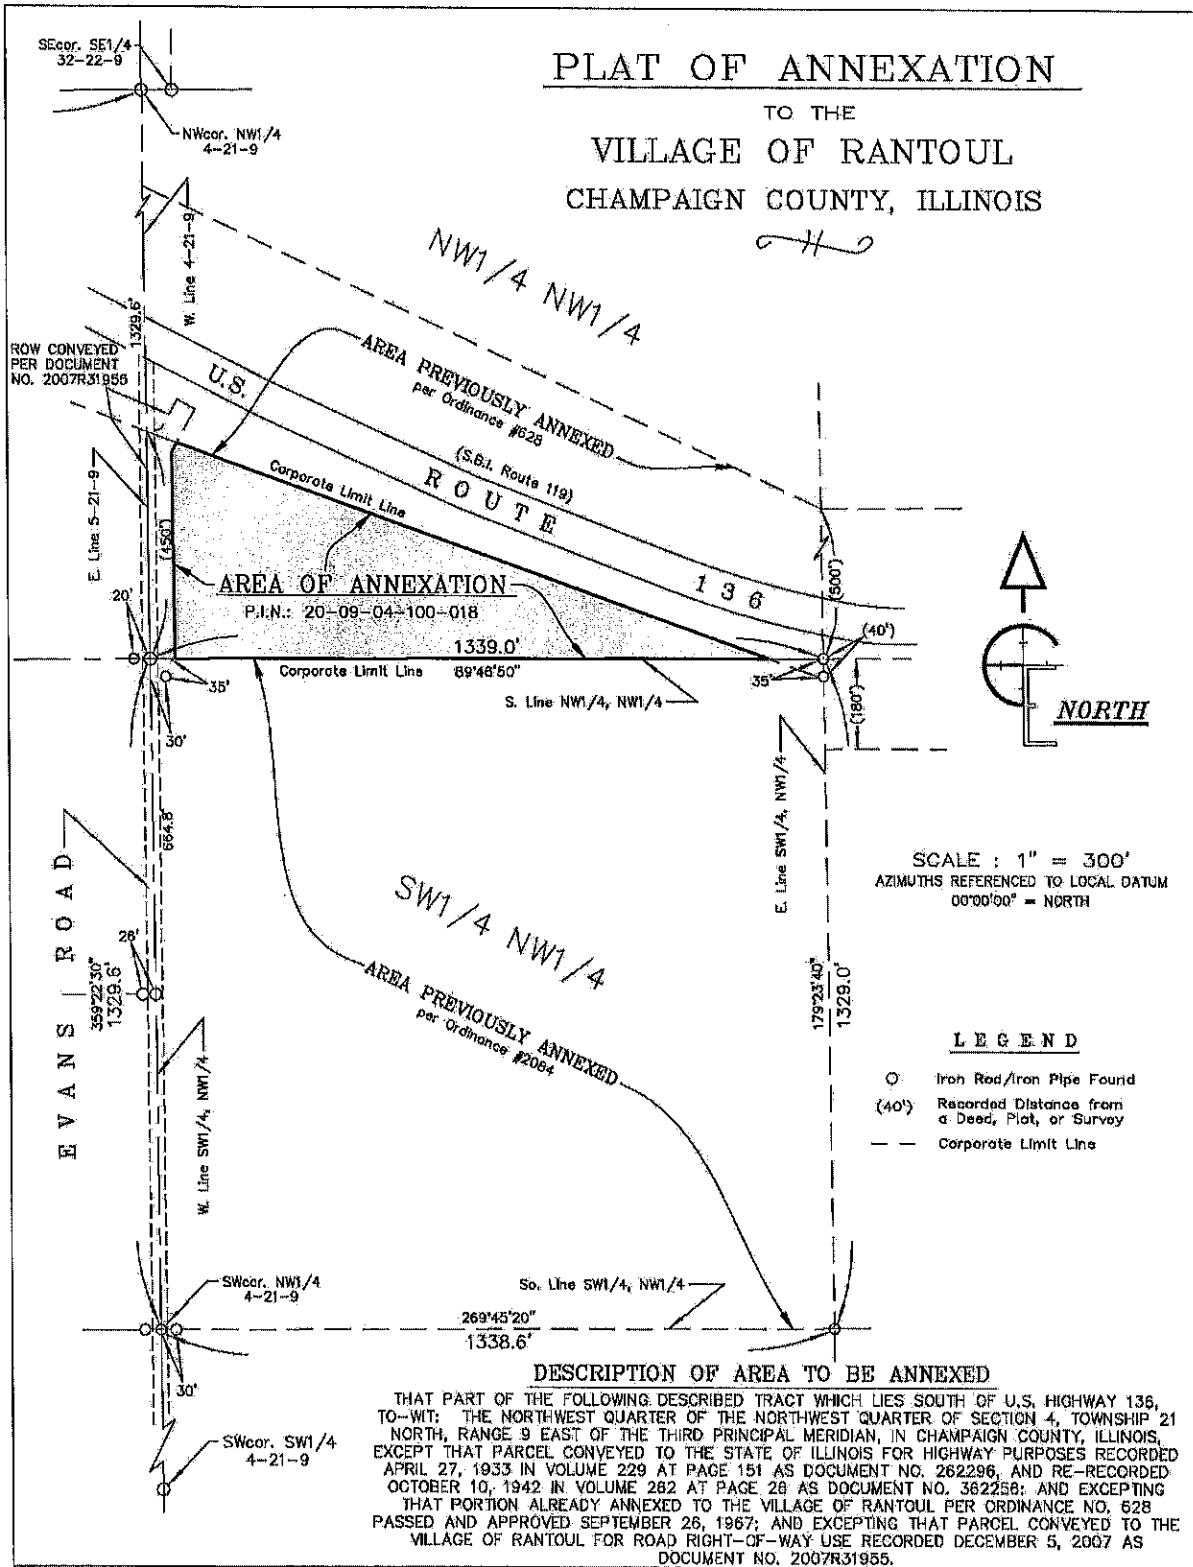 PLAT OF ANNEXATION
TO THE
VILLAGE OF RANTOUL
CHAMPAIGN COUNTY, ILLINOIS
SEcor. SE1/4
32-22-9
NWcor. NW1/4
4-21-9
W. Line 4-21-9
1329.6'
NW1/4 NW1/4
ROW CONVEYED
PER DOCUMENT
NO. 2007R31955
AREA PREVIOUSLY ANNEXED
per Ordinance #628
U.S.
(S.B.I. Route 119)
ROUTE
136
Corporate Limit Line
E. Line 5-21-9
(450')
AREA OF ANNEXATION
P.I.N.: 20-09-04-100-018
(500')
(40')
20'
1339.0'
Corporate Limit Line
89°46'50"
35'
35'
S. Line NW1/4, NW1/4
(180')
30'
NORTH
664.8'
E. Line SW1/4, NW1/4
SCALE : 1" = 300'
AZIMUTHS REFERENCED TO LOCAL DATUM
00°00'00" = NORTH
SW1/4 NW1/4
EVANS ROAD
26'
359°22'30"
1329.6'
AREA PREVIOUSLY ANNEXED
per Ordinance #2084
179°23'40"
1329.0'
LEGEND
Iron Rod/Iron Pipe Found
(40') Recorded Distance from
a Deed, Plat, or Survey
Corporate Limit Line
W. Line SW1/4, NW1/4
SWcor. NW1/4
4-21-9
So. Line SW1/4, NW1/4
269°45'20"
1338.6'
30'
SWcor. SW1/4
4-21-9
DESCRIPTION OF AREA TO BE ANNEXED
THAT PART OF THE FOLLOWING DESCRIBED TRACT WHICH LIES SOUTH OF U.S. HIGHWAY 136,
TO-WIT: THE NORTHWEST QUARTER OF THE NORTHWEST QUARTER OF SECTION 4, TOWNSHIP 21
NORTH, RANGE 9 EAST OF THE THIRD PRINCIPAL MERIDIAN, IN CHAMPAIGN COUNTY, ILLINOIS,
EXCEPT THAT PARCEL CONVEYED TO THE STATE OF ILLINOIS FOR HIGHWAY PURPOSES RECORDED
APRIL 27, 1933 IN VOLUME 229 AT PAGE 151 AS DOCUMENT NO. 262296, AND RE-RECORDED
OCTOBER 10, 1942 IN VOLUME 282 AT PAGE 28 AS DOCUMENT NO. 362256; AND EXCEPTING
THAT PORTION ALREADY ANNEXED TO THE VILLAGE OF RANTOUL PER ORDINANCE NO. 628
PASSED AND APPROVED SEPTEMBER 26, 1967; AND EXCEPTING THAT PARCEL CONVEYED TO THE
VILLAGE OF RANTOUL FOR ROAD RIGHT-OF-WAY USE RECORDED DECEMBER 5, 2007 AS
DOCUMENT NO. 2007R31955.